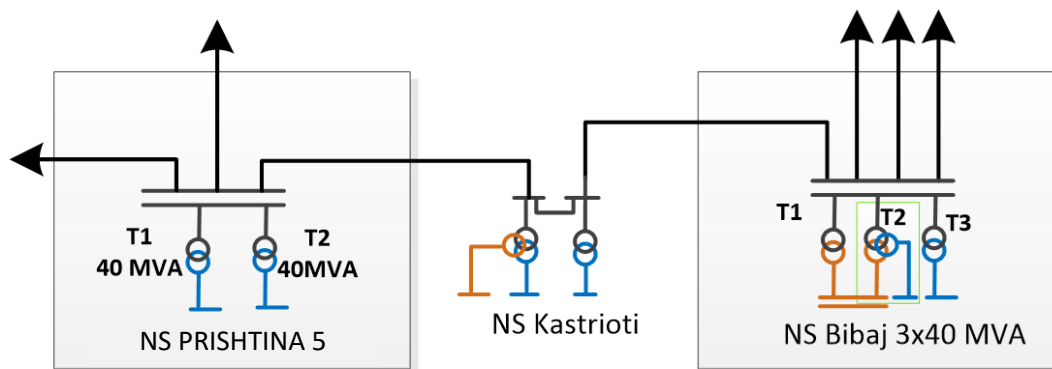 T1
40 MVA
T2
40MVA
NS PRISHTINA 5
NS Kastrioti
T1
T2
T3
NS Bibaj 3x40 MVA